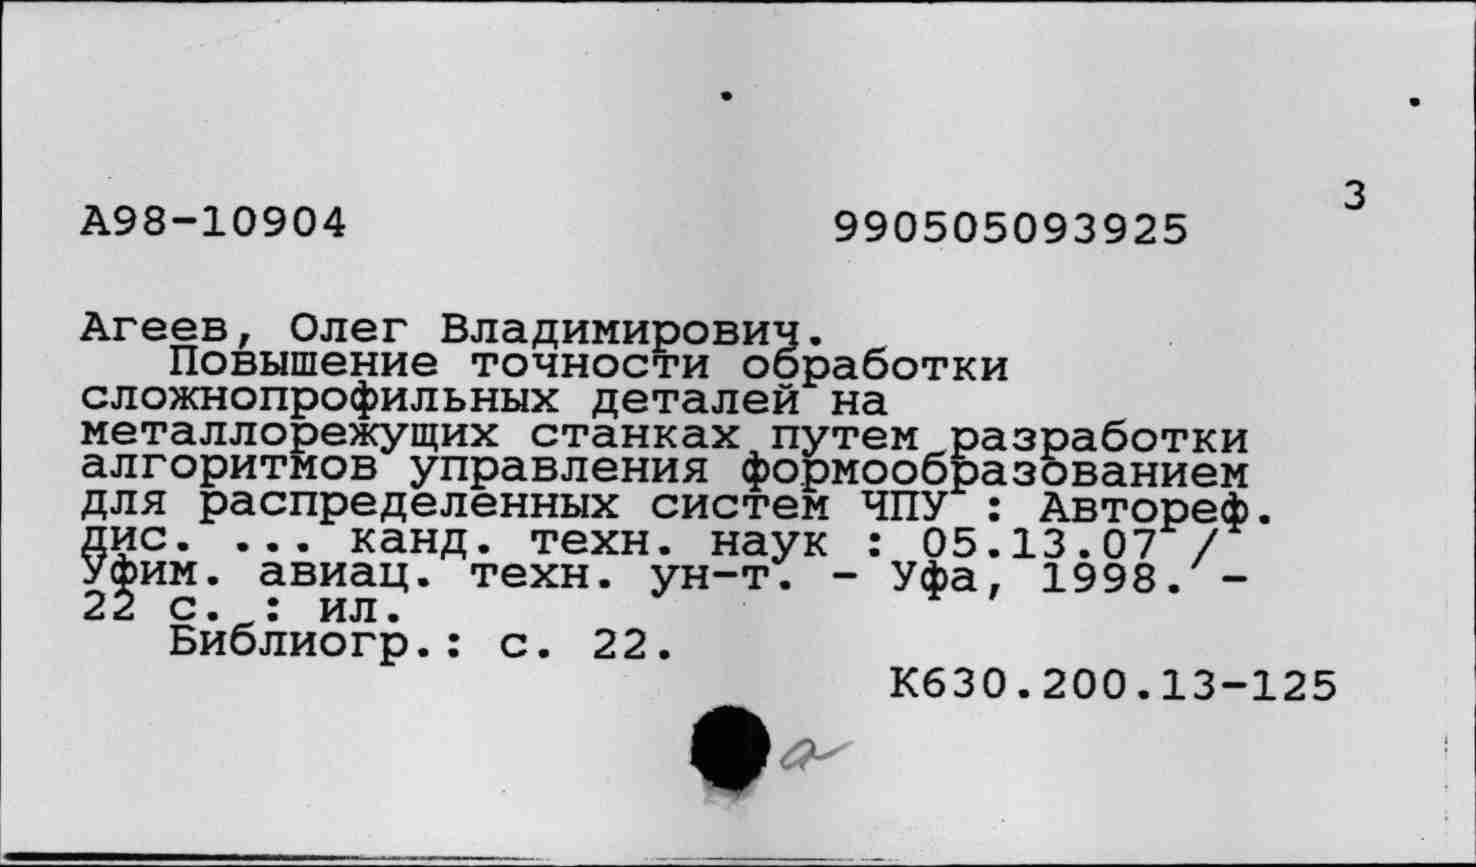 3
А98-10904 990505093925
Агеев, Олег Владимирович.
Повышение точности обработки
сложнопрофильных деталей на
металлорежущих станках путем разработки
алгоритмов управления формообразованием
для распределенных систем ЧПУ : Автореф.
дис. ... канд. техн. наук : 05.13.07 /
Уфим. авиац. техн. ун-т. - Уфа, 1998. -
22 с. : ил.
Библиогр.: с. 22.
К630.200.13-125